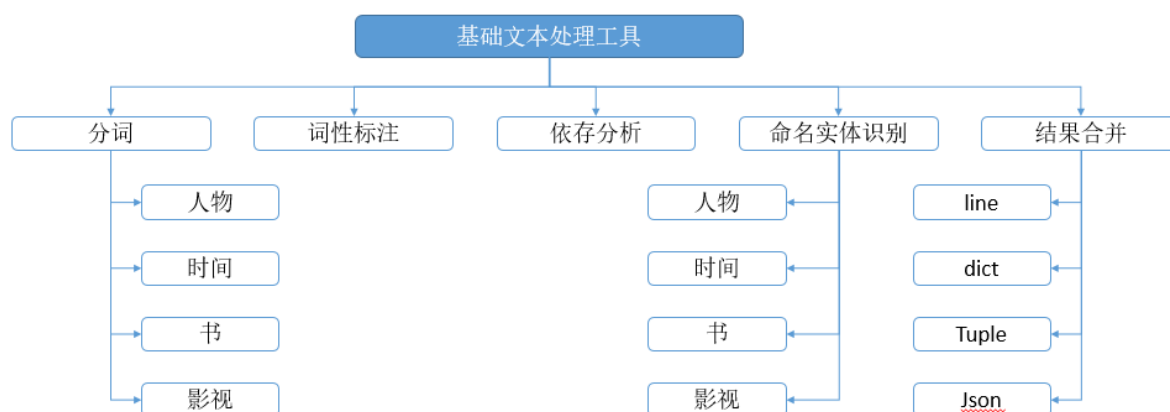 基础文本处理工具
分词
词性标注
依存分析
命名实体识别
结果合并
人物
人物
line
时间
时间
dict
书
书
Tuple
影视
影视
Json